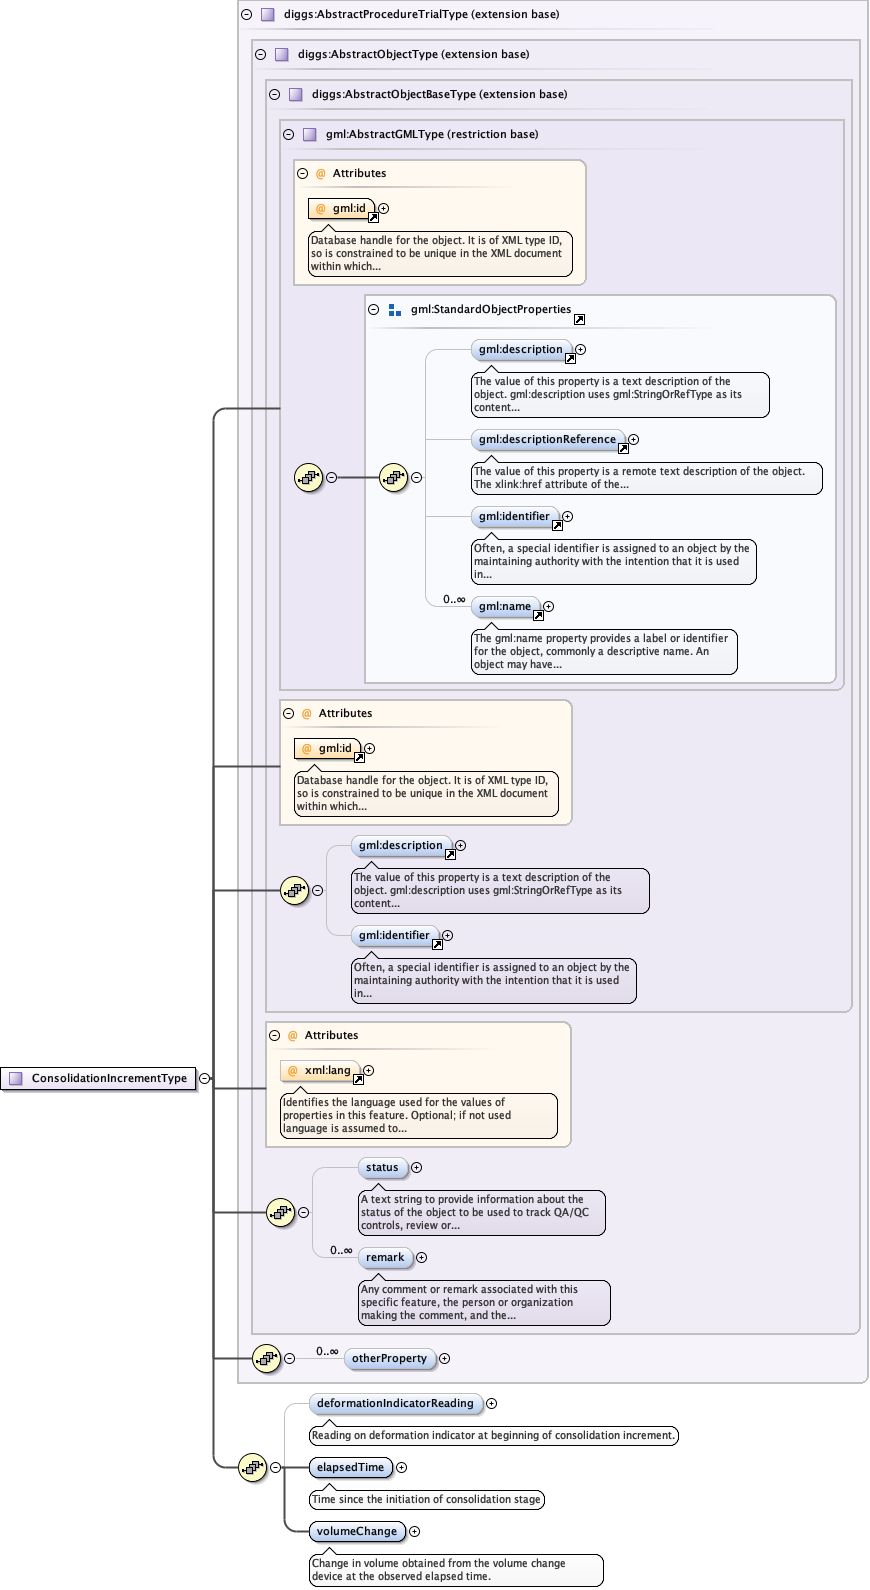 diggs:AbstractProcedureTrialType (extension base)
diggs:AbstractObjectType (extension base)
diggs:AbstractObjectBaseType (extension base)
gml:AbstractGMLType (restriction base)
@ Attributes
@ gml:id
Database handle for the object. It is of XML type ID,
so is constrained to be unique in the XML document
within which...
gml:StandardObjectProperties
gml:description
The value of this property is a text description of the
object. gml:description uses gml:StringOrRefType as its
content...
gml:descriptionReference
The value of this property is a remote text description of the object.
The xlink:href attribute of the...
gml:identifier
Often, a special identifier is assigned to an object by the
maintaining authority with the intention that it is used
in...
0..∞
gml:name
The gml:name property provides a label or identifier
for the object, commonly a descriptive name. An
object may have...
@ Attributes
@ gml:id
Database handle for the object. It is of XML type ID,
so is constrained to be unique in the XML document
within which...
gml:description
The value of this property is a text description of the
object. gml:description uses gml:StringOrRefType as its
content...
gml:identifier
Often, a special identifier is assigned to an object by the
maintaining authority with the intention that it is used
in...
@ Attributes
@ xml:lang
Identifies the language used for the values of
properties in this feature. Optional; if not used
language is assumed to...
ConsolidationIncrementType
status
A text string to provide information about the
status of the object to be used to track QA/QC
controls, review or...
0..∞
remark
Any comment or remark associated with this
specific feature, the person or organization
making the comment, and the...
0..∞
otherProperty
deformationIndicatorReading
Reading on deformation indicator at beginning of consolidation increment.
elapsedTime
Time since the initiation of consolidation stage
volumeChange
Change in volume obtained from the volume change
device at the observed elapsed time.